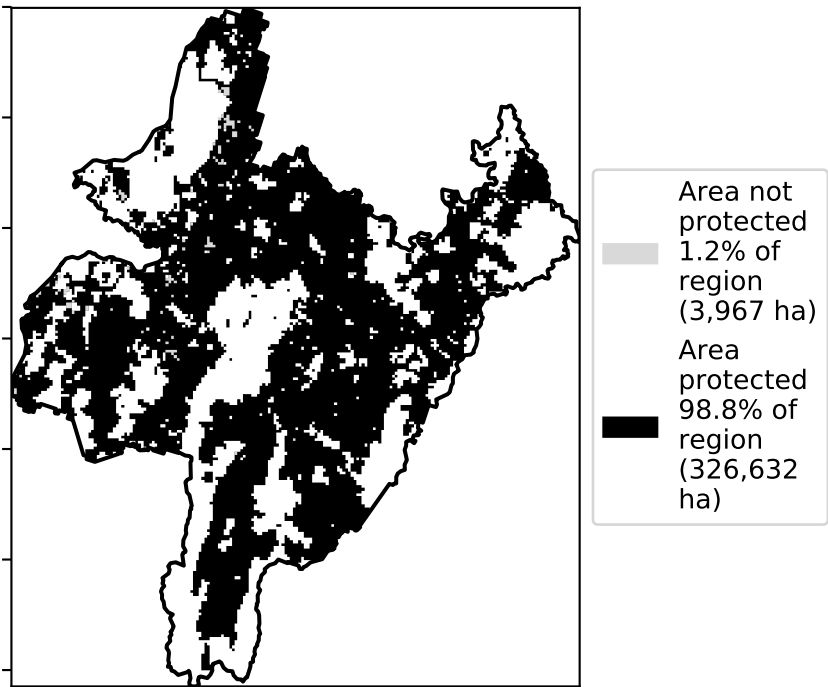 Area not
protected
1.2% of
region
(3,967 ha)
Area
protected
98.8% of
region
(326,632
ha)